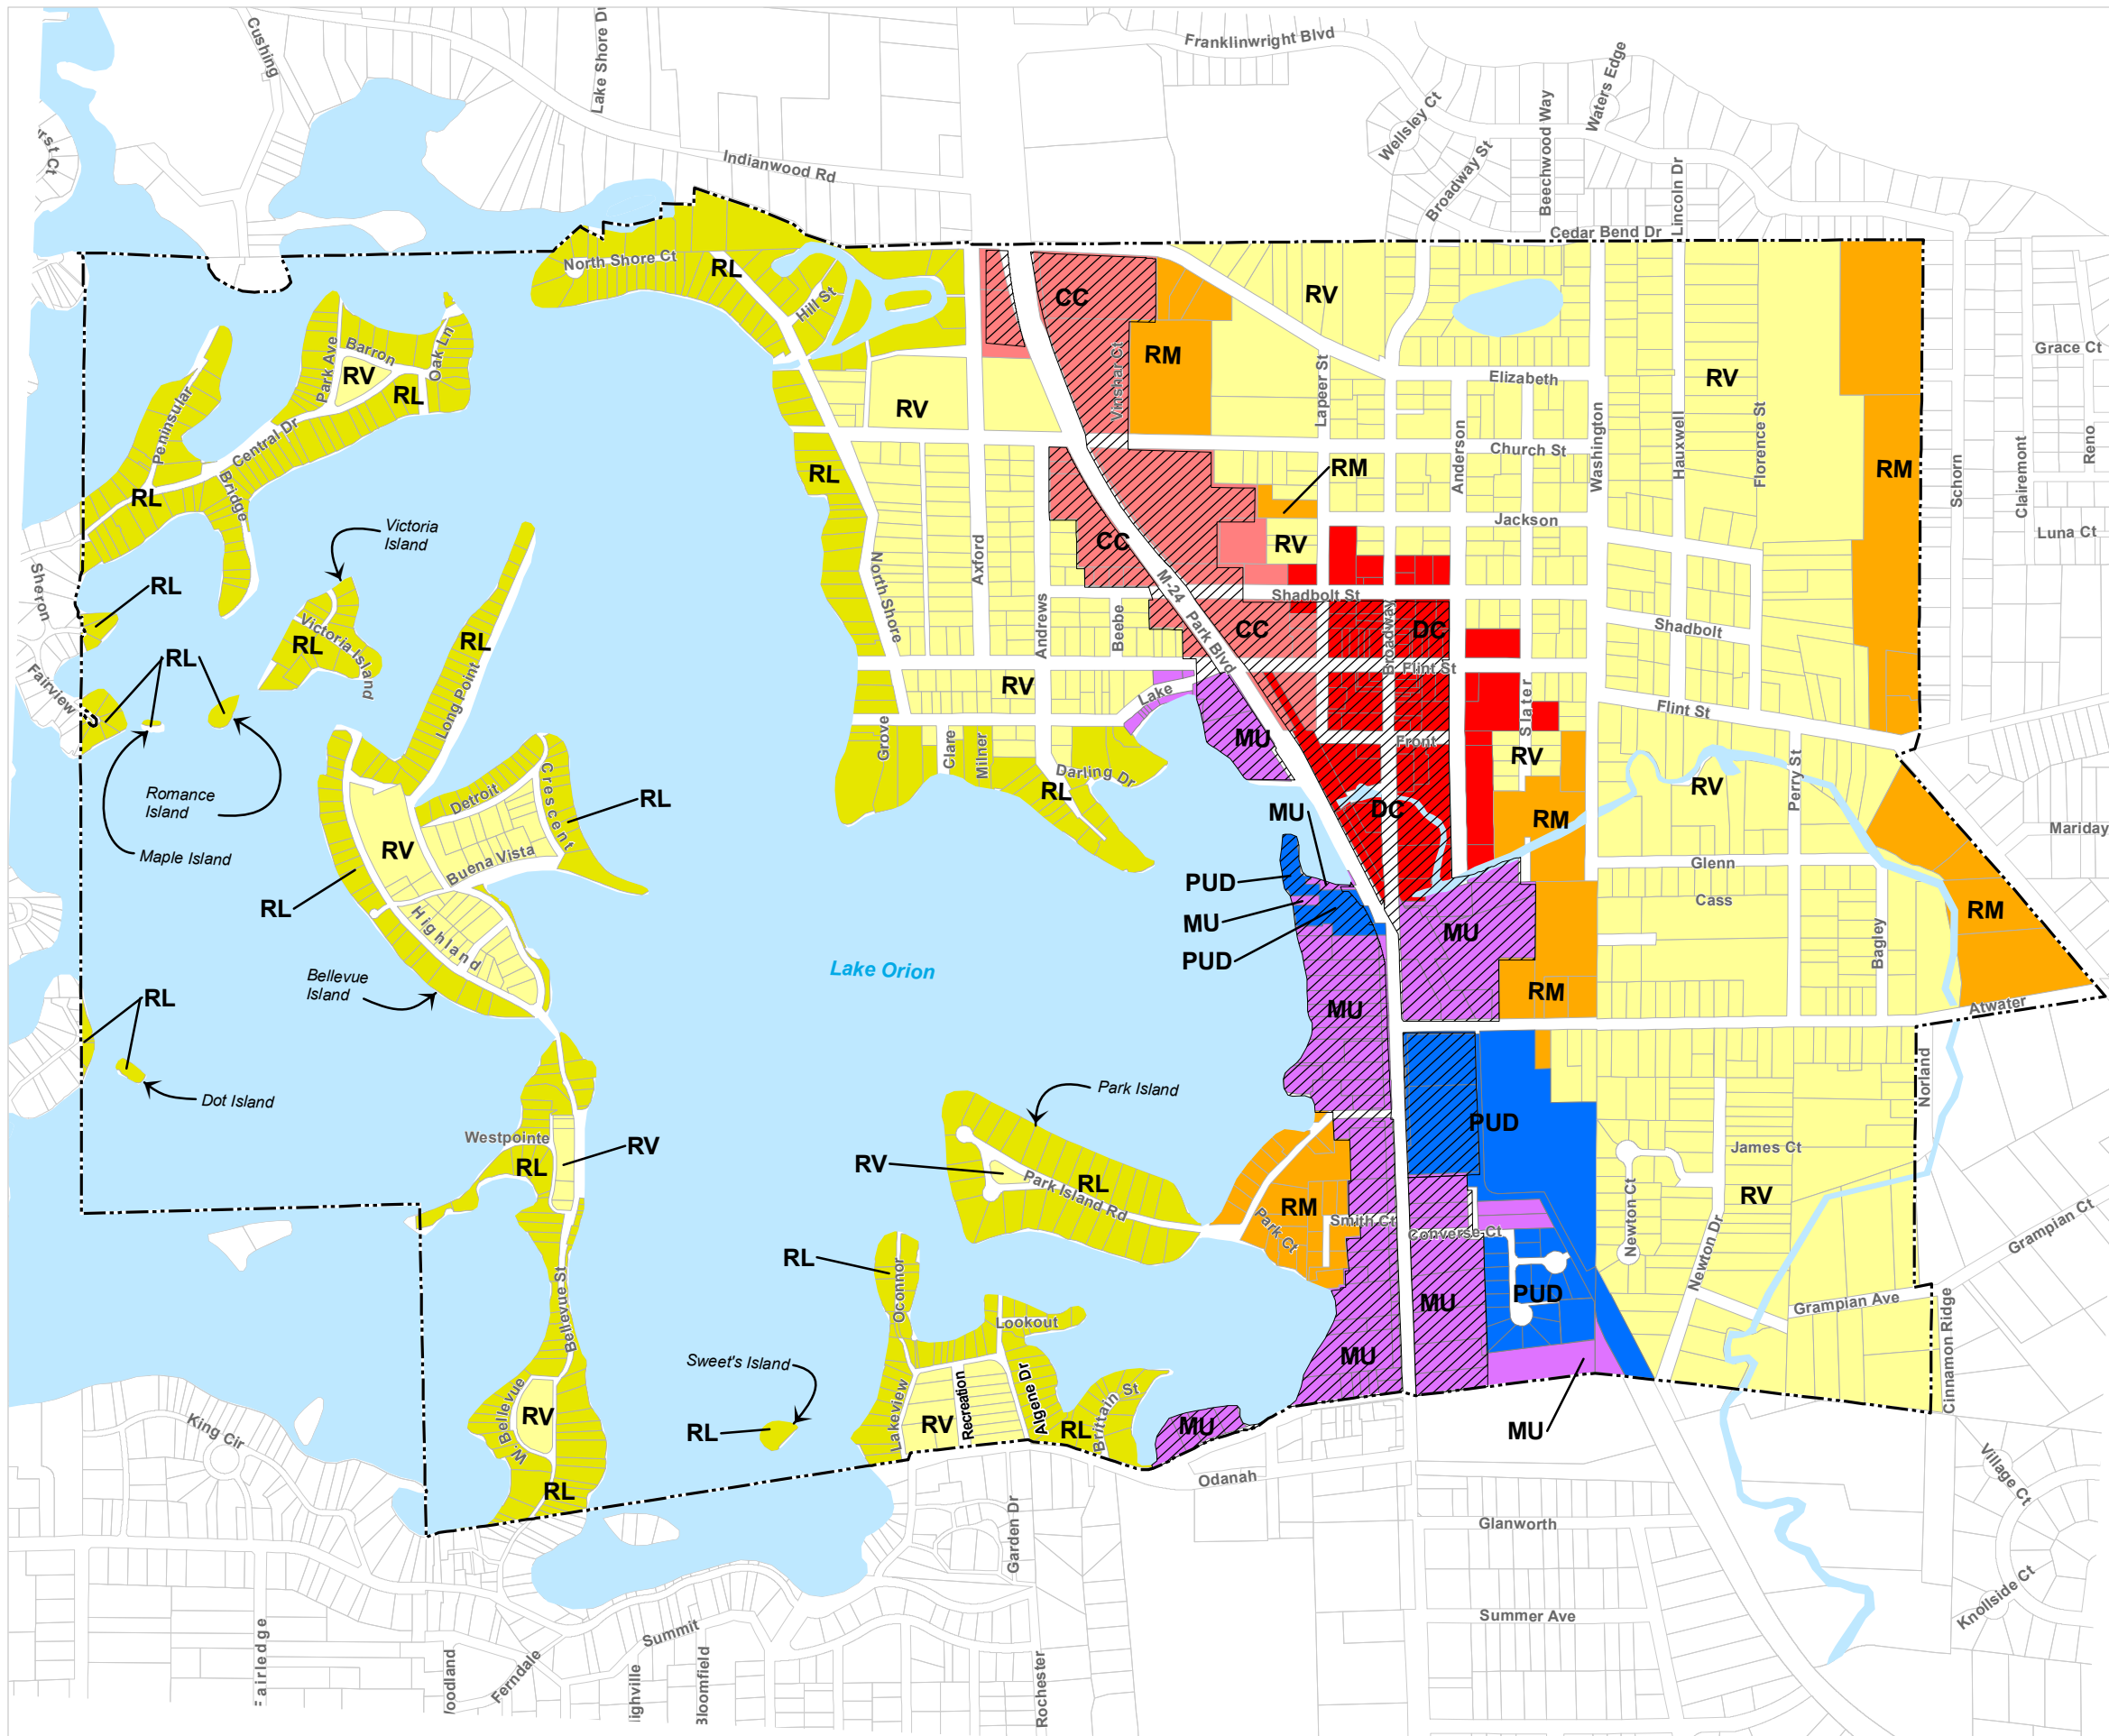 Cushing
Lake Shore Dr
Franklinwright Blvd
Waters Edge
Wellsley Ct
Beechwood Way
Broadway St
Lincoln Dr
Indianwood Rd
Cedar Bend Dr
North Shore Ct
RL
Hill St
CC
RV
Park Ave
Barron
Oak Ln
RV
RL
Peninsular
Central Dr
Bridge
RL
RV
RL
Vinshar Ct
RM
Lapeer St
Elizabeth
RV
Florence St
Grace Ct
Anderson
Church St
Washington
Hauxwell
RM
RM
Schorn
Clairemont
Reno
Jackson
Luna Ct
Victoria
Island
CC
RV
Axford
North Shore
M-24 Park Blvd
Sheron
RL
Shadbolt St
Andrews
Beebe
CC
Broadway
DC
Shadbolt
Victoria Island
RL
RL
RL
Flint St
Fairview
Long Point
RV
Lake
Slater
Flint St
MU
Front
RV
Grove
Clare
Milner
Darling Dr
RL
RV
Perry St
Romance
Island
Maple Island
Detroit
Crescent
RL
MU
DC
RM
Mariday
RV
Buena Vista
Glenn
Cass
PUD
MU
PUD
RL
Highland
MU
Bagley
RM
Lake Orion
Bellevue
Island
RL
MU
RM
Atwater
Dot Island
Park Island
Norland
PUD
Westpointe
RL
RV
RV
RL
Park Island Rd
RM
Smith Ct
Park Ct
Converse Ct
James Ct
RV
Newton Ct
Newton Dr
Grampian Ct
RL
Oconnor
Bellevue St
Lookout
MU
PUD
Grampian Ave
Cinnamon Ridge
Sweet's Island
MU
W. Bellevue
RV
RL
Lakeview
RV
Recreation
Algene Dr
RL
Brittain St
MU
MU
King Cir
RL
Odanah
Village Ct
Garden Dr
Glanworth
Knollside Ct
Summer Ave
Fairledge
Ferndale
Summit
Rochester